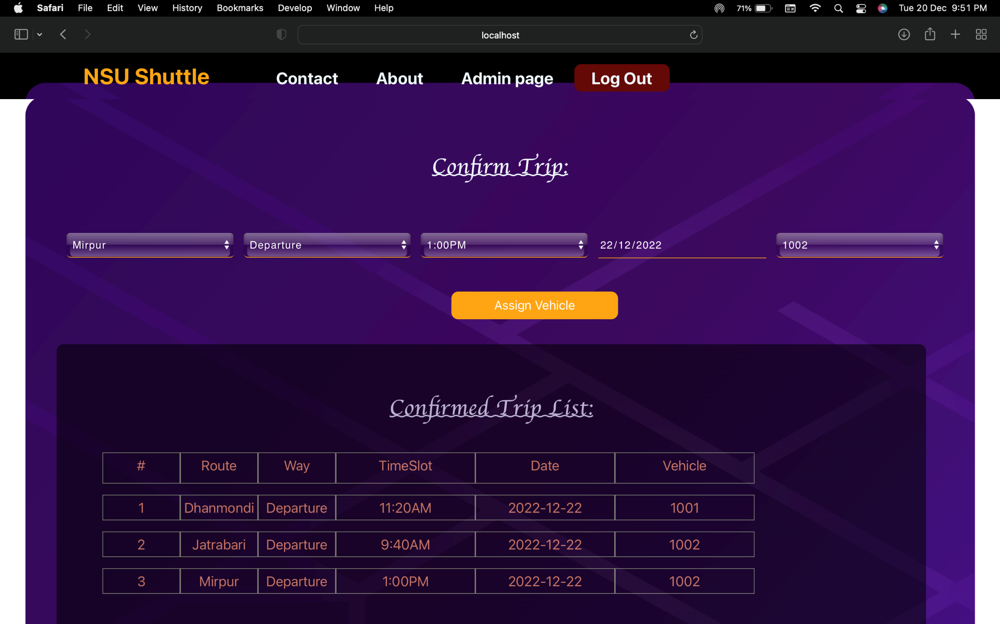 Safari File Edit View History Bookmarks Develop Window Help 71% Tue 20 Dec 9:51 PM
localhost
NSU Shuttle Contact About Admin page Log Out
Confirm Trip:
Mirpur Departure 1:00PM 22/12/2022 1002
Assign Vehicle
Confirmed Trip List:
# Route Way TimeSlot Date Vehicle
1 Dhanmondi Departure 11:20AM 2022-12-22 1001
2 Jatrabari Departure 9:40AM 2022-12-22 1002
3 Mirpur Departure 1:00PM 2022-12-22 1002